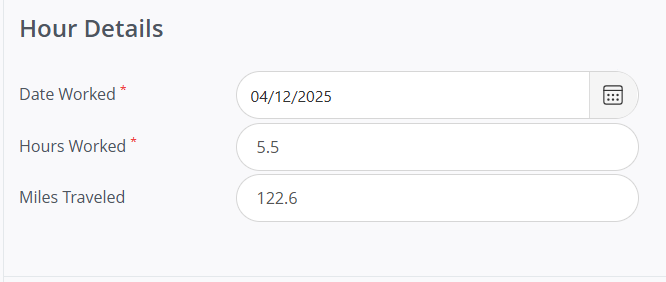 Hour Details
Date Worked * 04/12/2025
Hours Worked * 5.5
Miles Traveled 122.6